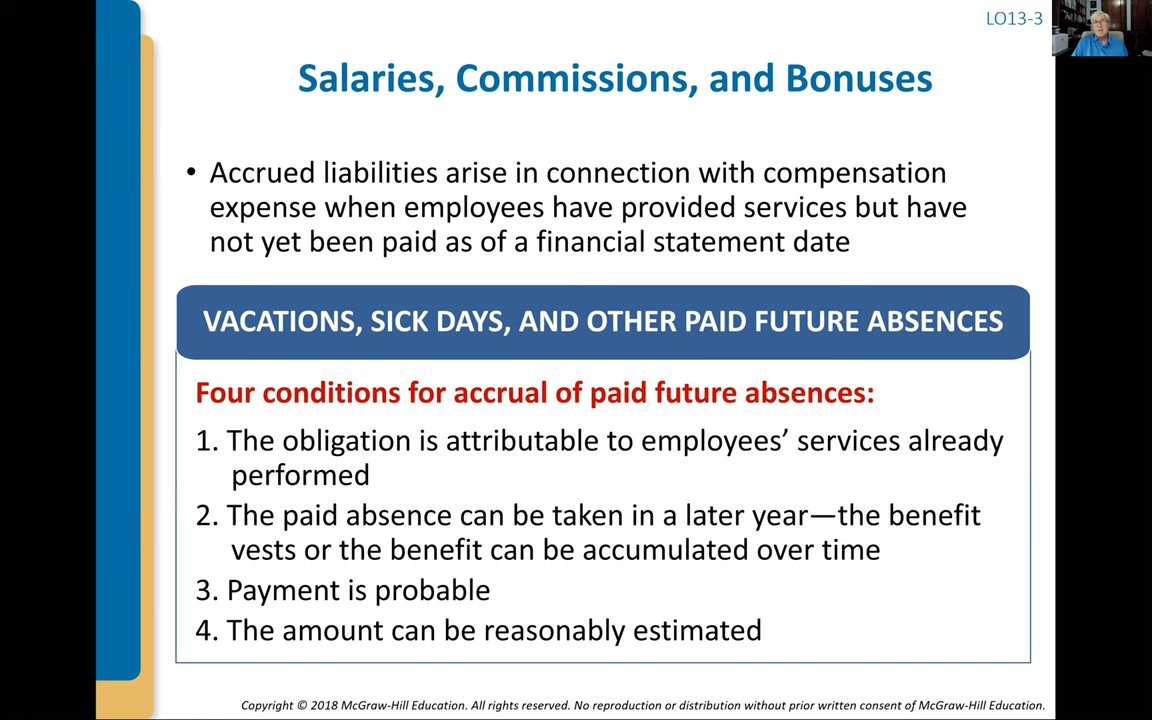 LO13-3
Salaries, Commissions, and Bonuses
• Accrued liabilities arise in connection with compensation
expense when employees have provided services but have
not yet been paid as of a financial statement date
VACATIONS, SICK DAYS, AND OTHER PAID FUTURE ABSENCES
Four conditions for accrual of paid future absences:
1. The obligation is attributable to employees’ services already
performed
2. The paid absence can be taken in a later year—the benefit
vests or the benefit can be accumulated over time
3. Payment is probable
4. The amount can be reasonably estimated
Copyright © 2018 McGraw-Hill Education. All rights reserved. No reproduction or distribution without prior written consent of McGraw-Hill Education.